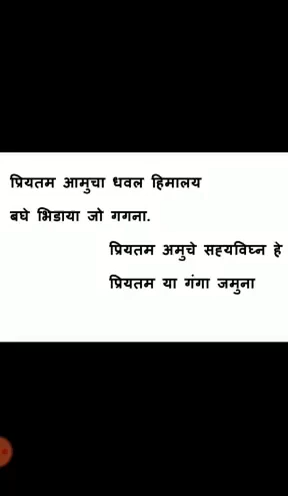 प्रियतम आमुचा धवल हिमालय
बघे भिडाया जो गगना.
प्रियतम अमुचे सह्यविघ्न हे
प्रियतम या गंगा जमुना